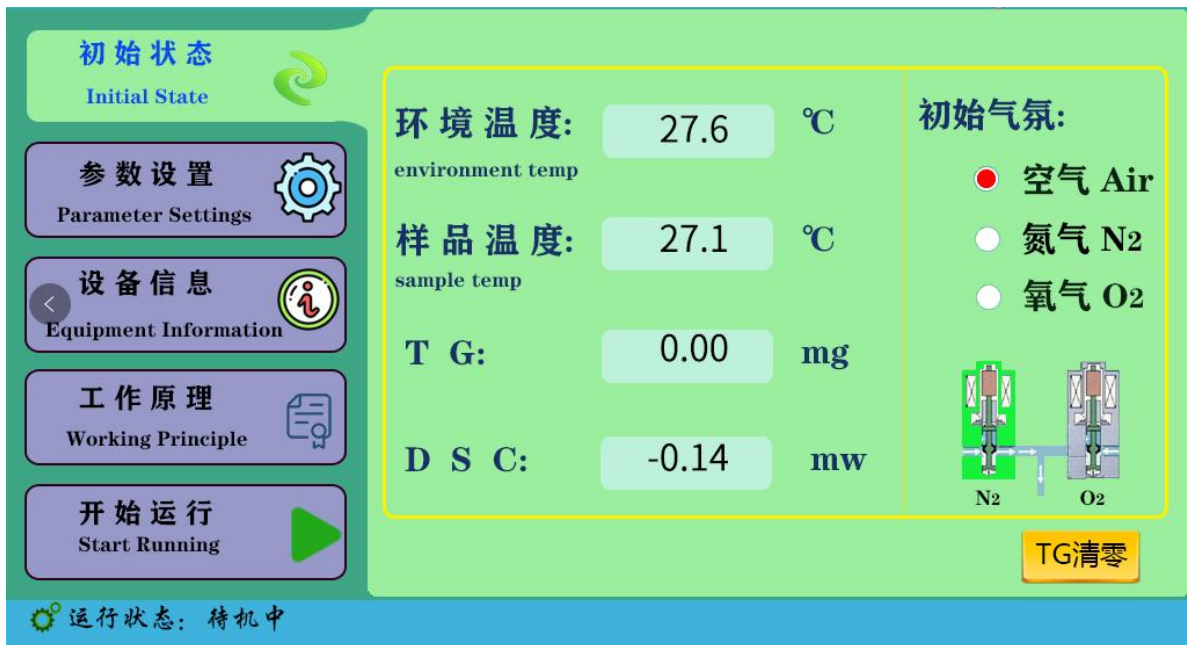 初始状态
Initial State
参数设置
Parameter Settings
设备信息
Equipment Information
工作原理
Working Principle
开始运行
Start Running
环境温度: 27.6 ℃
environment temp
样品温度: 27.1 ℃
sample temp
T G: 0.00 mg
D S C: -0.14 mw
初始气氛:
空气 Air
氮气 N2
氧气 O2
N2 O2
TG清零
运行状态: 待机中